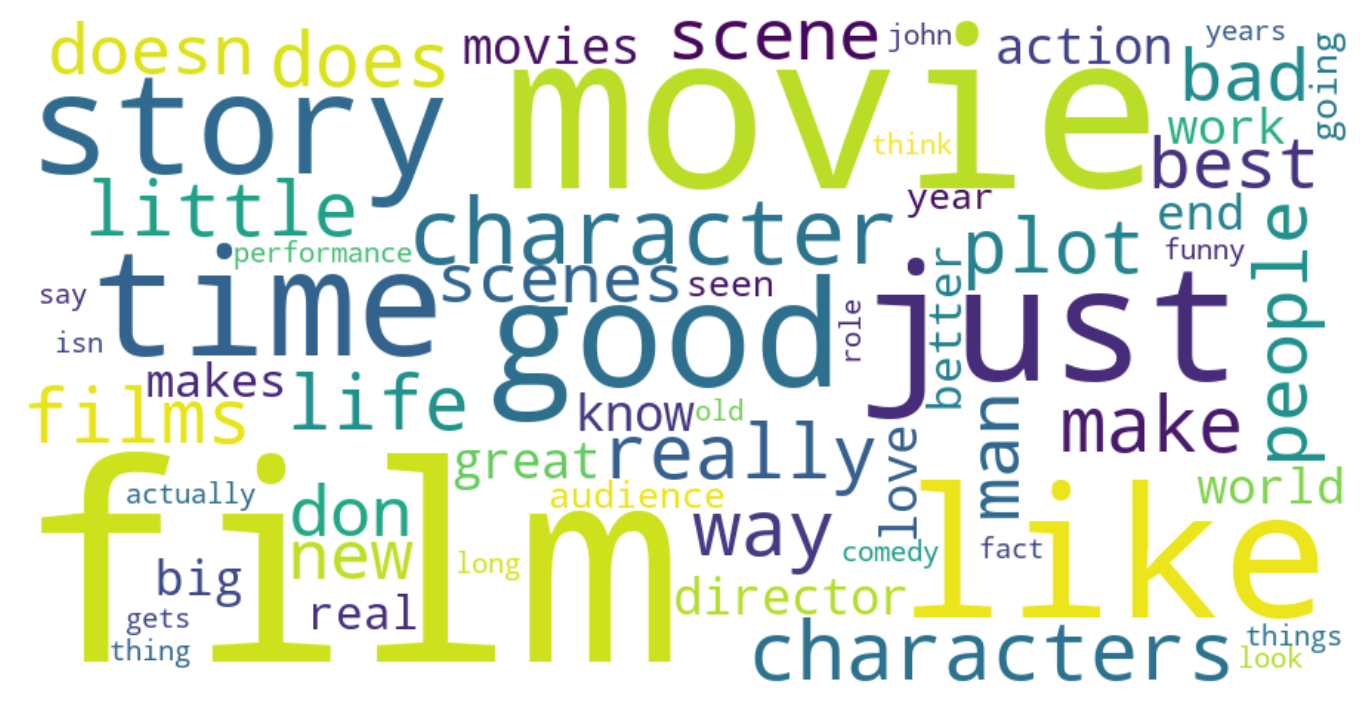 doesn
does
movies
scene
john
action
years
going
story
movie
think
bad
work
best
little
character
year
end
people
performance
plot
funny
time
scenes
seen
just
say
good
role
better
isn
makes
life
know
old
man
make
films
great
really
love
world
film
actually
don
audience
way
like
new
long
comedy
fact
big
real
director
gets
thing
characters
things
look